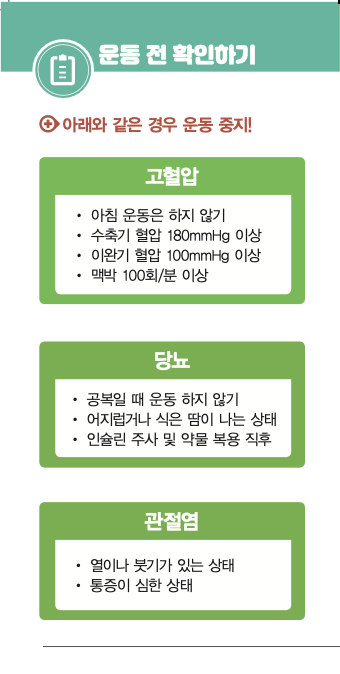 운동 전 확인하기
아래와 같은 경우 운동 중지!
고혈압
• 아침 운동은 하지 않기
• 수축기 혈압 180mmHg 이상
• 이완기 혈압 100mmHg 이상
• 맥박 100회/분 이상
당뇨
• 공복일 때 운동 하지 않기
• 어지럽거나 식은 땀이 나는 상태
• 인슐린 주사 및 약물 복용 직후
관절염
• 열이나 붓기가 있는 상태
• 통증이 심한 상태